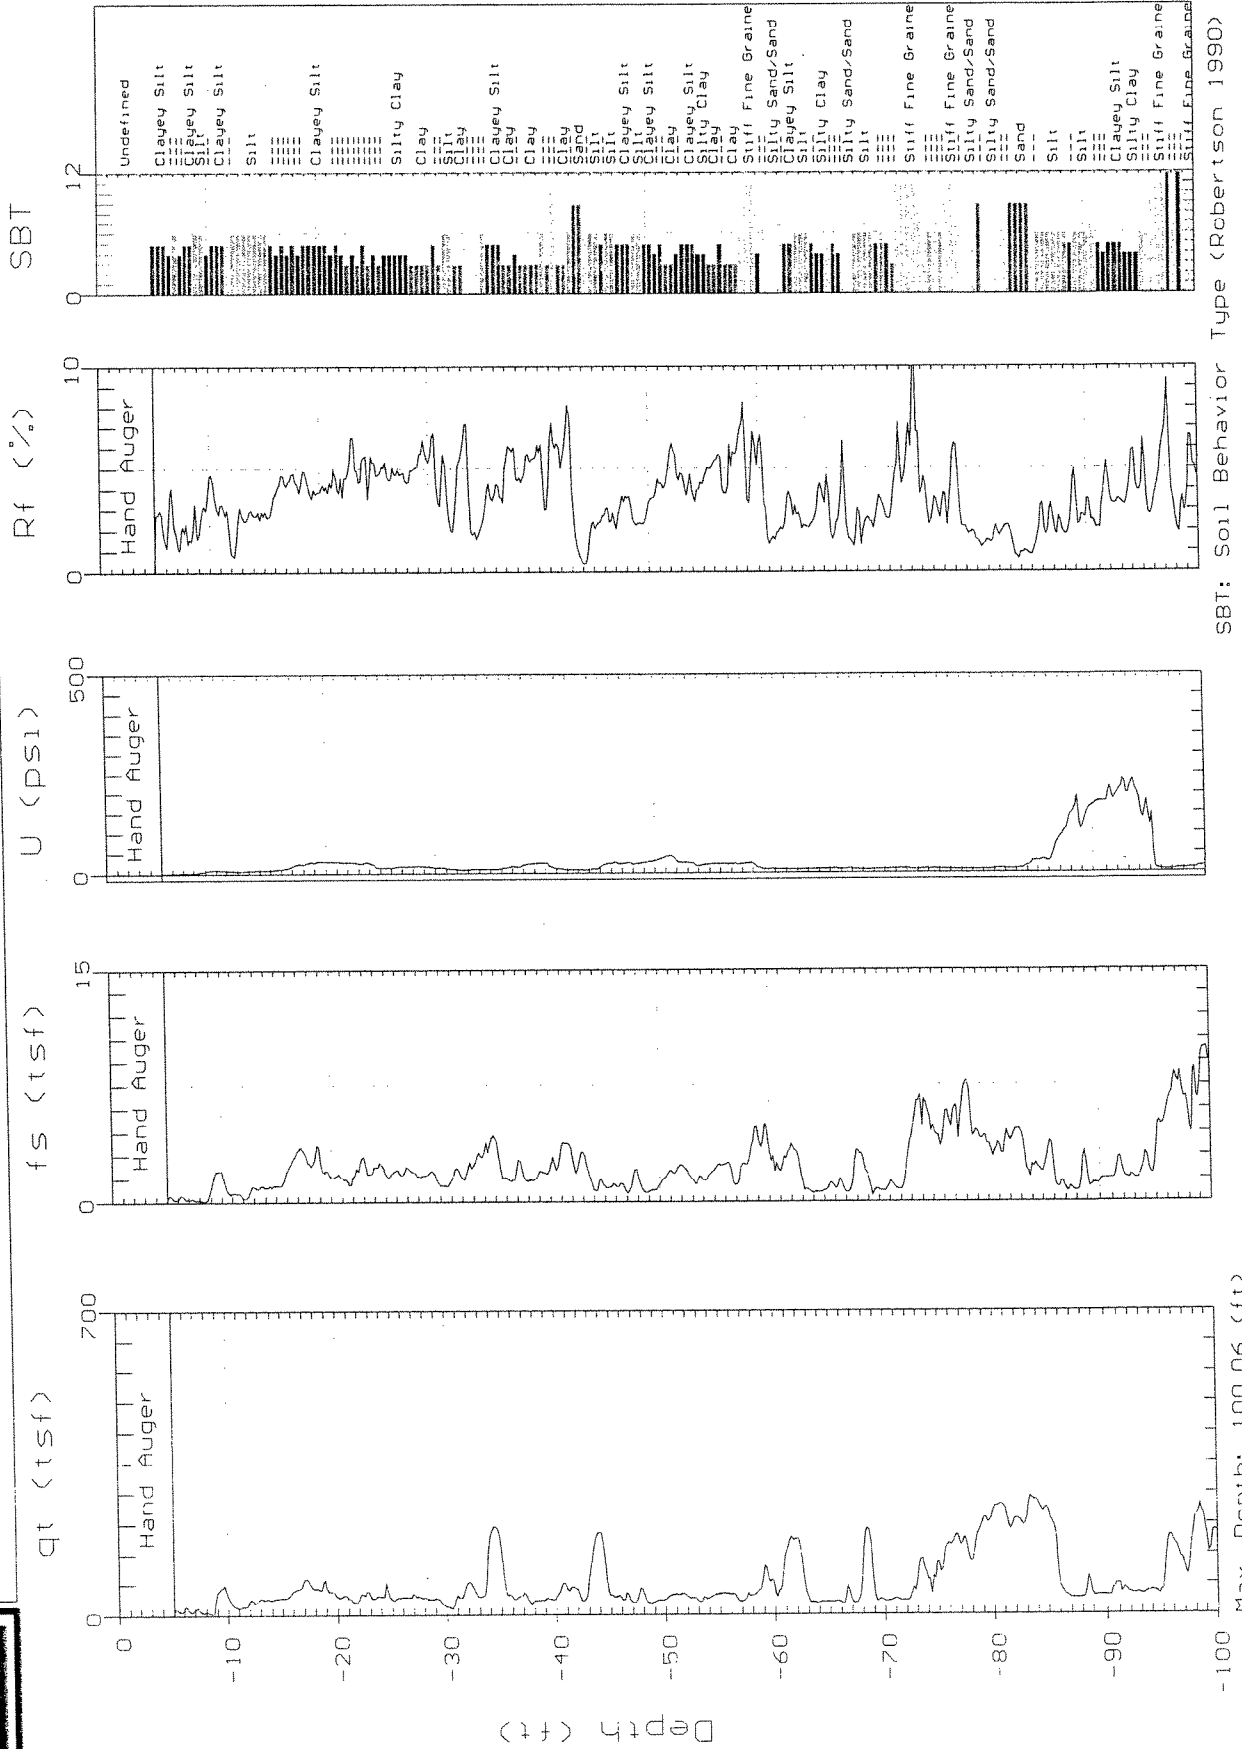 qt (tsf)
fs (tsf)
U (psi)
Rf (%)
SBT
0
700
0
15
0
500
0
10
0
12
Hand Auger
Hand Auger
Hand Auger
Hand Auger
Depth (ft)
0
-10
-20
-30
-40
-50
-60
-70
-80
-90
-100
Undefined
Clayey Silt
Clayey Silt
Silt
Clayey Silt
Silt
Clayey Silt
Silty Clay
Clay
Silt
Clay
Clayey Silt
Clay
Clay
Clay
Sand
Silt
Silt
Clayey Silt
Silt
Clayey Silt
Clay
Clayey Silt
Silty Clay
Clay
Clay
Stiff Fine Graine
Silty Sand/Sand
Clayey Silt
Silt
Silty Clay
Silty Sand/Sand
Silt
Stiff Fine Graine
Stiff Fine Graine
Silty Sand/Sand
Silty Sand/Sand
Sand
Silt
Silt
Clayey Silt
Silty Clay
Stiff Fine Graine
Stiff Fine Graine
Max. Depth: 100.06 (ft)
SBT: Soil Behavior Type (Robertson 1990)